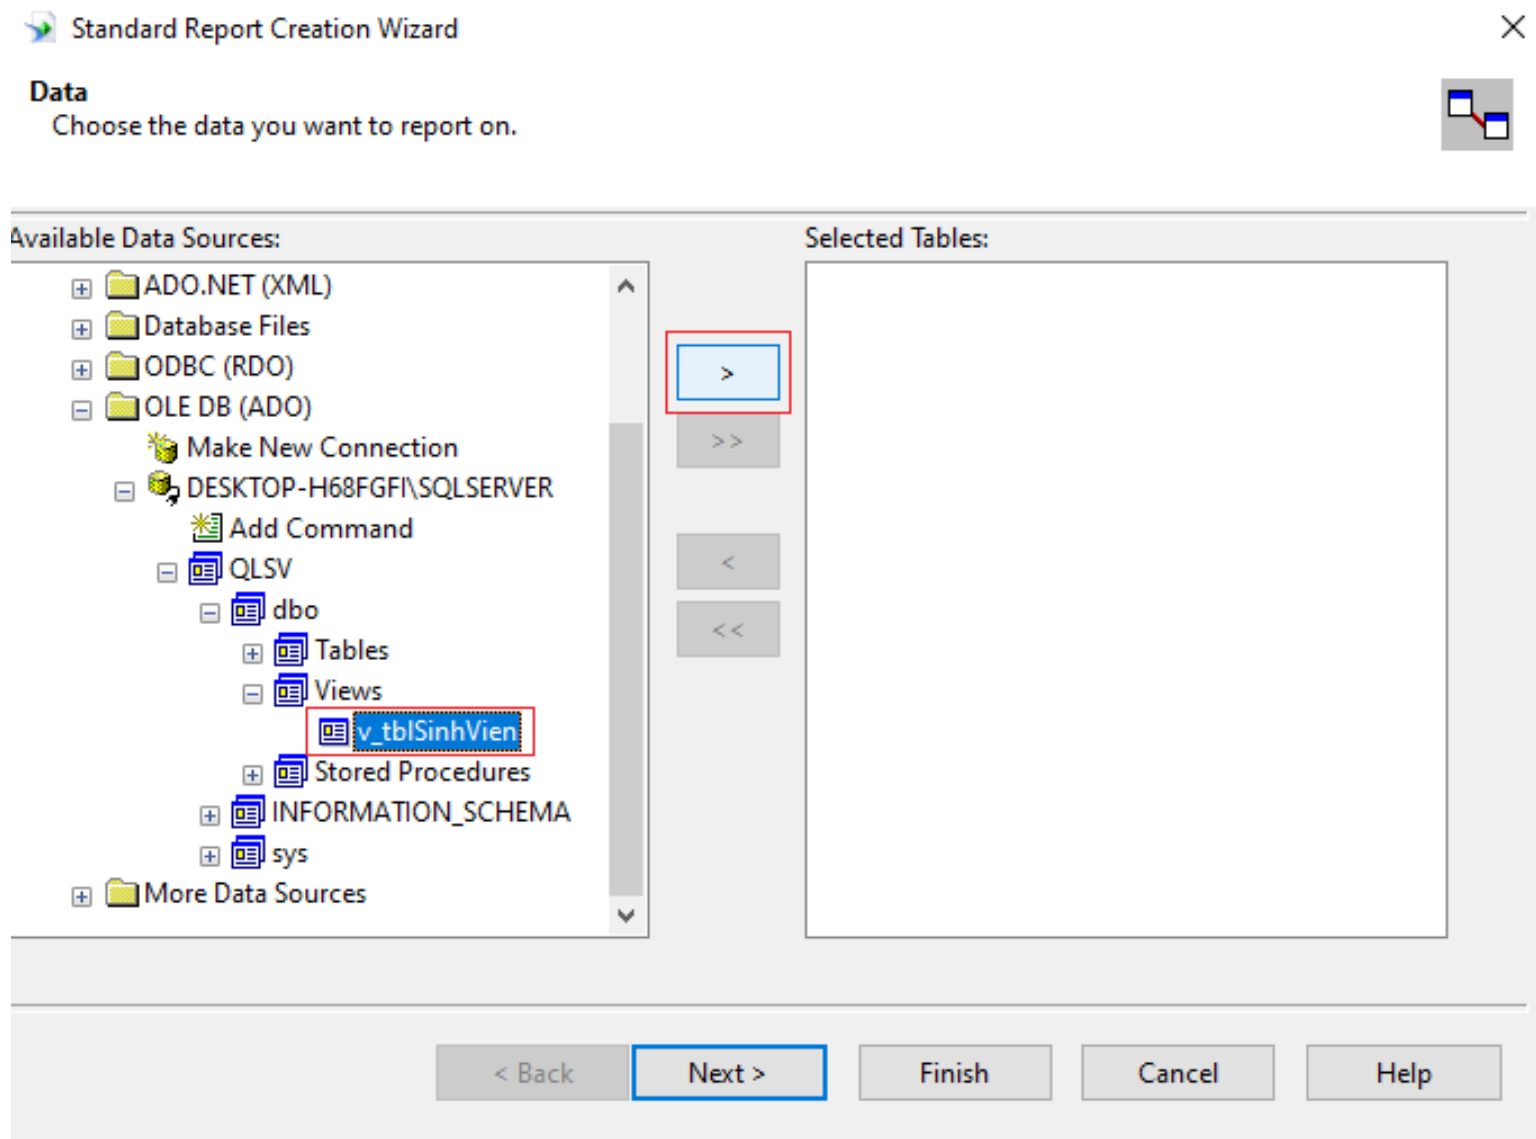 Standard Report Creation Wizard
Data
Choose the data you want to report on.
Available Data Sources:
Selected Tables:
ADO.NET (XML)
Database Files
ODBC (RDO)
OLE DB (ADO)
Make New Connection
DESKTOP-H68FGFI\SQLSERVER
Add Command
QLSV
dbo
Tables
Views
v_tblSinhVien
Stored Procedures
INFORMATION_SCHEMA
sys
More Data Sources
>
>>
<
<<
< Back
Next >
Finish
Cancel
Help